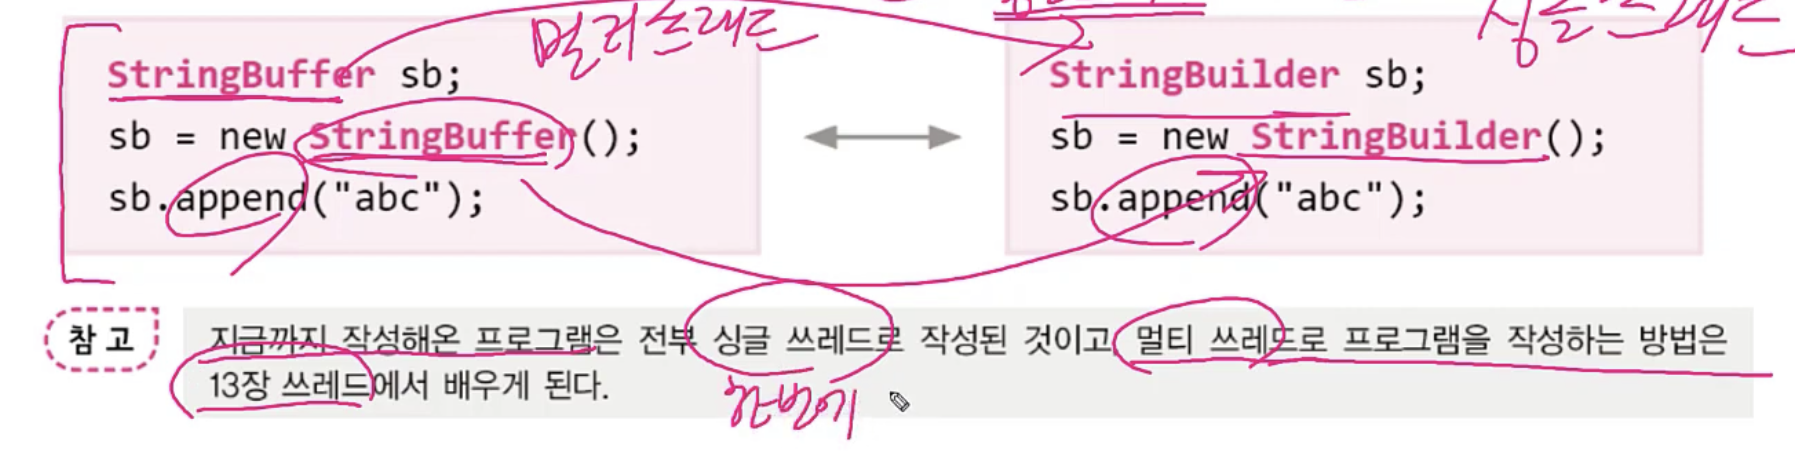 멀티쓰레드
싱글쓰레드
StringBuffer sb;
sb = new StringBuffer();
sb.append("abc");
StringBuilder sb;
sb = new StringBuilder();
sb.append("abc");
참고
지금까지 작성해온 프로그램은 전부 싱글 쓰레드로 작성된 것이고, 멀티 쓰레드로 프로그램을 작성하는 방법은
13장 쓰레드에서 배우게 된다.
한번에